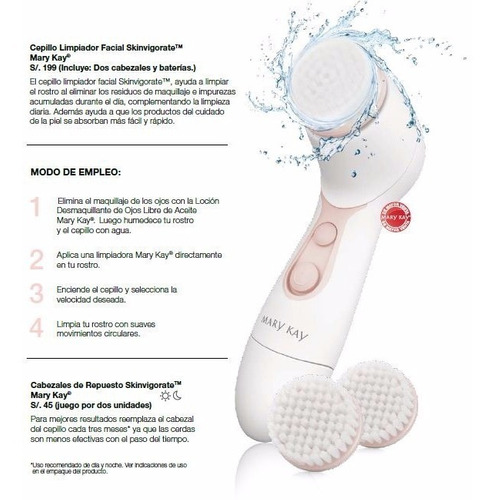 Cepillo Limpiador Facial Skinvigorate™
Mary Kay®
S/. 199 (Incluye: Dos cabezales y baterías.)
El cepillo limpiador facial Skinvigorate™, ayuda a limpiar
el rostro al eliminar los residuos de maquillaje e impurezas
acumuladas durante el día, complementando la limpieza
diaria. Además ayuda a que los productos del cuidado
de la piel se absorban más fácil y rápido.
MODO DE EMPLEO:
1 Elimina el maquillaje de los ojos con la Loción
Desmaquillante de Ojos Libre de Aceite
Mary Kay®. Luego humedece tu rostro
y el cepillo con agua.
2 Aplica una limpiadora Mary Kay® directamente
en tu rostro.
3 Enciende el cepillo y selecciona la
velocidad deseada.
4 Limpia tu rostro con suaves
movimientos circulares.
Cabezales de Repuesto Skinvigorate™
Mary Kay®
S/. 45 (juego por dos unidades)
Para mejores resultados reemplaza el cabezal
del cepillo cada tres meses* ya que las cerdas
son menos efectivas con el paso del tiempo.
*Uso recomendado de día y noche. Ver indicaciones de uso
en el empaque del producto.
MARY KAY
MARY KAY